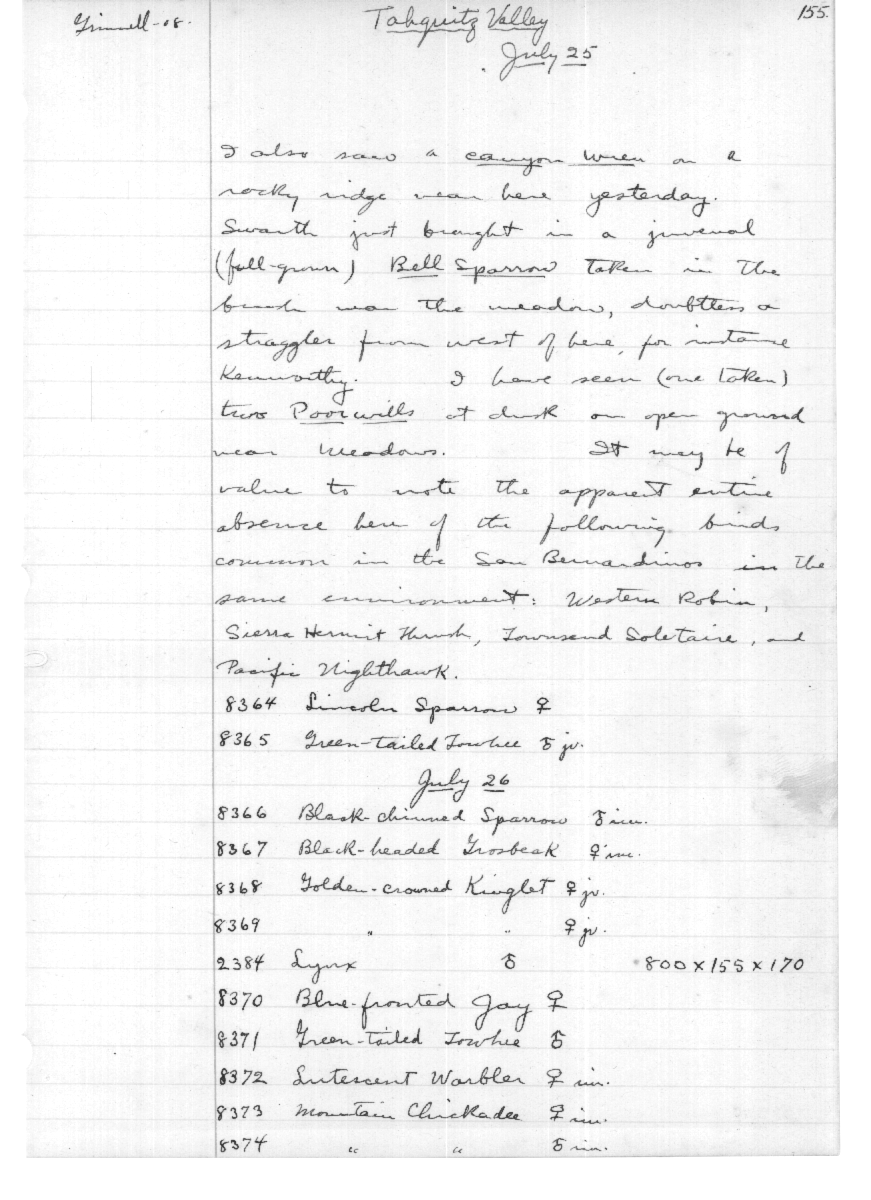 Grinnell-08.
Tahquitz Valley
155.
July 25
I also saw a canyon wren on a
rocky ridge near here yesterday.
Swarth just brought in a juvenal
(full-grown) Bell Sparrow taken in the
brush near the meadow, doubtless a
straggler from west of here, for instance
Kenworthy. I have seen (one taken)
two Poorwills at dusk on open ground
near meadows. It may be of
value to note the apparent entire
absence here of the following birds
common in the San Bernardinos in the
same environment: Western Robin,
Sierra Hermit Thrush, Townsend Soletaire, and
Pacific Nighthawk.
8364 Lincoln Sparrow ♀
8365 Green-tailed Towhee ♂ jv.
July 26
8366 Black-chinned Sparrow ♂ im.
8367 Black-headed Grosbeak ♀ im.
8368 Golden-crowned Kinglet ♀ jv.
8369 " " ♀ jv.
2384 Lynx ♂ 800 x 155 x 170
8370 Blue-fronted Jay ♀
8371 Green-tailed Towhee ♂
8372 Lutescent Warbler ♀ im.
8373 Mountain Chickadee ♀ im.
8374 " " ♂ im.